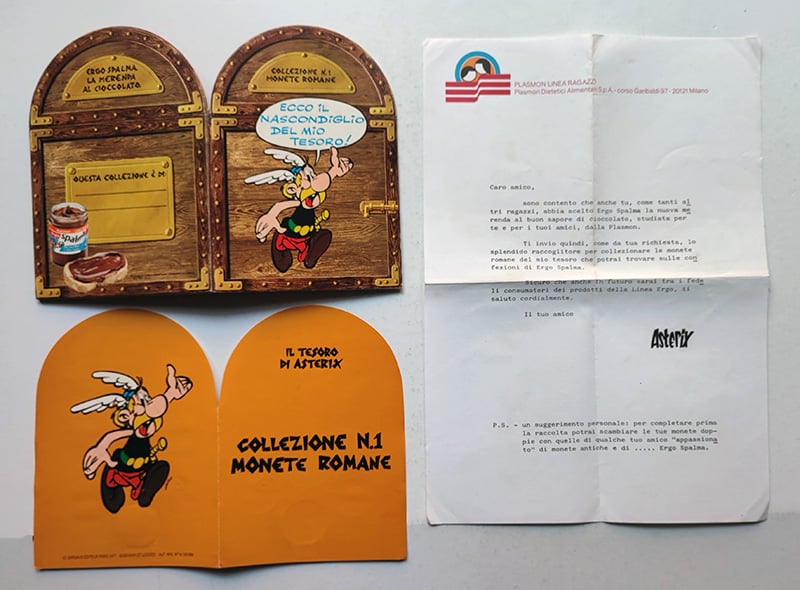 ERGO SPALMA
LA MERENDA
AL CIOCCOLATO.
QUESTA COLLEZIONE È DI:
spalma
COLLEZIONE N.1
MONETE ROMANE
ECCO IL
NASCONDIGLIO
DEL MIO
TESORO!
IL TESORO
DI ASTERIX
COLLEZIONE N.1
MONETE ROMANE
PLASMON LINEA RAGAZZI
Plasmon Dietetici Alimentari S.p.A. - corso Garibaldi 97 - 20121 Milano
Caro amico,
sono contento che anche tu, come tanti al
tri ragazzi, abbia scelto Ergo Spalma la nuova me
renda al buon sapore di cioccolato, studiata per
te e per i tuoi amici, dalla Plasmon.
Ti invio quindi, come da tua richiesta, lo
splendido raccoglitore per collezionare le monete
romane del mio tesoro che potrai trovare sulle con
fezioni di Ergo Spalma.
Sicuro che anche in futuro sarai tra i fede
li consumatori dei prodotti della Linea Ergo, ti
saluto cordialmente.
Il tuo amico
Asterix
P.S. - un suggerimento personale: per completare prima
la raccolta potrai scambiare le tue monete dop-
pie con quelle di qualche tuo amico "appassiona
to" di monete antiche e di ..... Ergo Spalma.